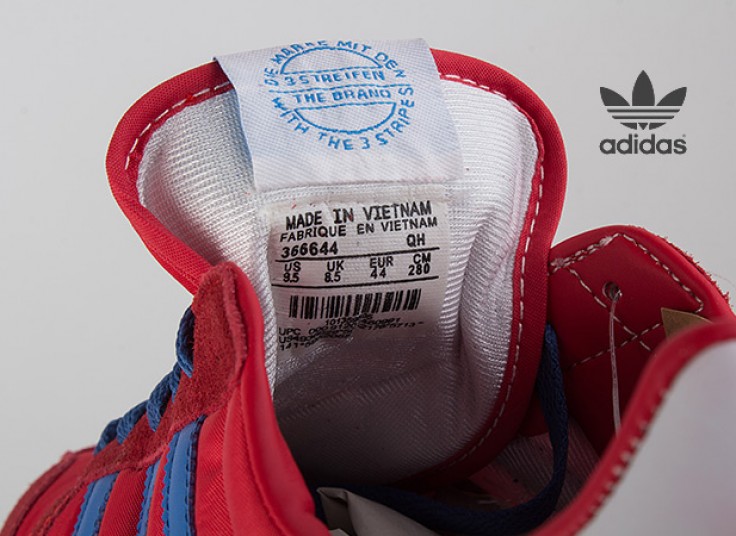 DIE MARKE MIT DEN
3 STREIFEN
THE BRAND
WITH THE 3 STRIPES
adidas
MADE IN VIETNAM
FABRIQUE EN VIETNAM
366644 QH
US UK EUR CM
9.5 8.5 44 280
UPC